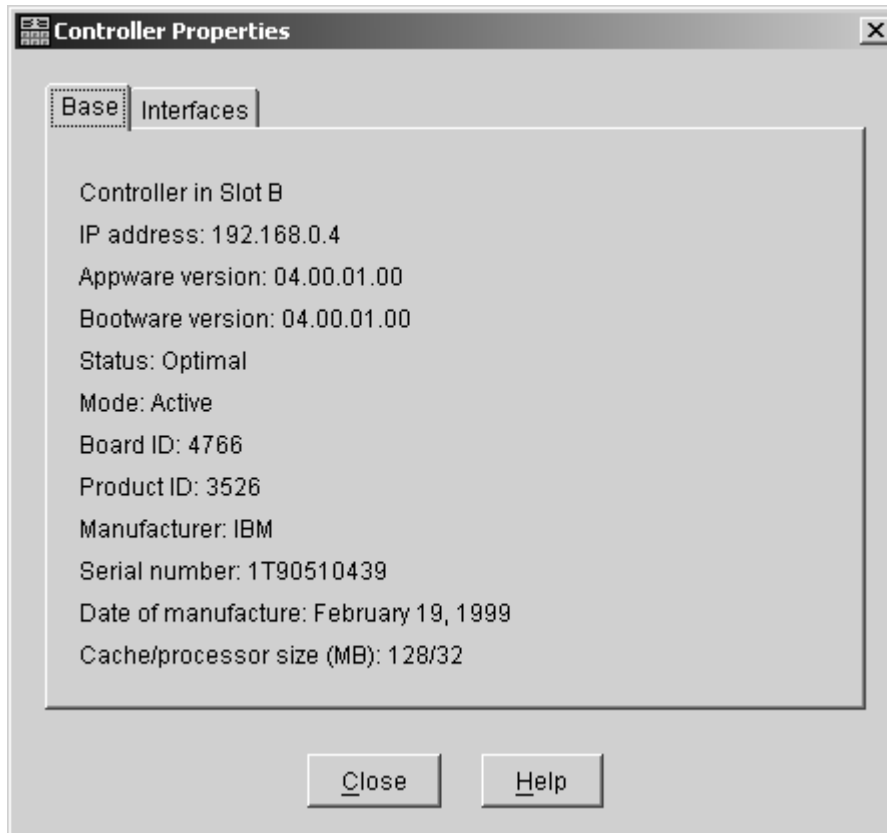 Controller Properties
Base
Interfaces
Controller in Slot B
IP address: 192.168.0.4
Appware version: 04.00.01.00
Bootware version: 04.00.01.00
Status: Optimal
Mode: Active
Board ID: 4766
Product ID: 3526
Manufacturer: IBM
Serial number: 1T90510439
Date of manufacture: February 19, 1999
Cache/processor size (MB): 128/32
Close
Help